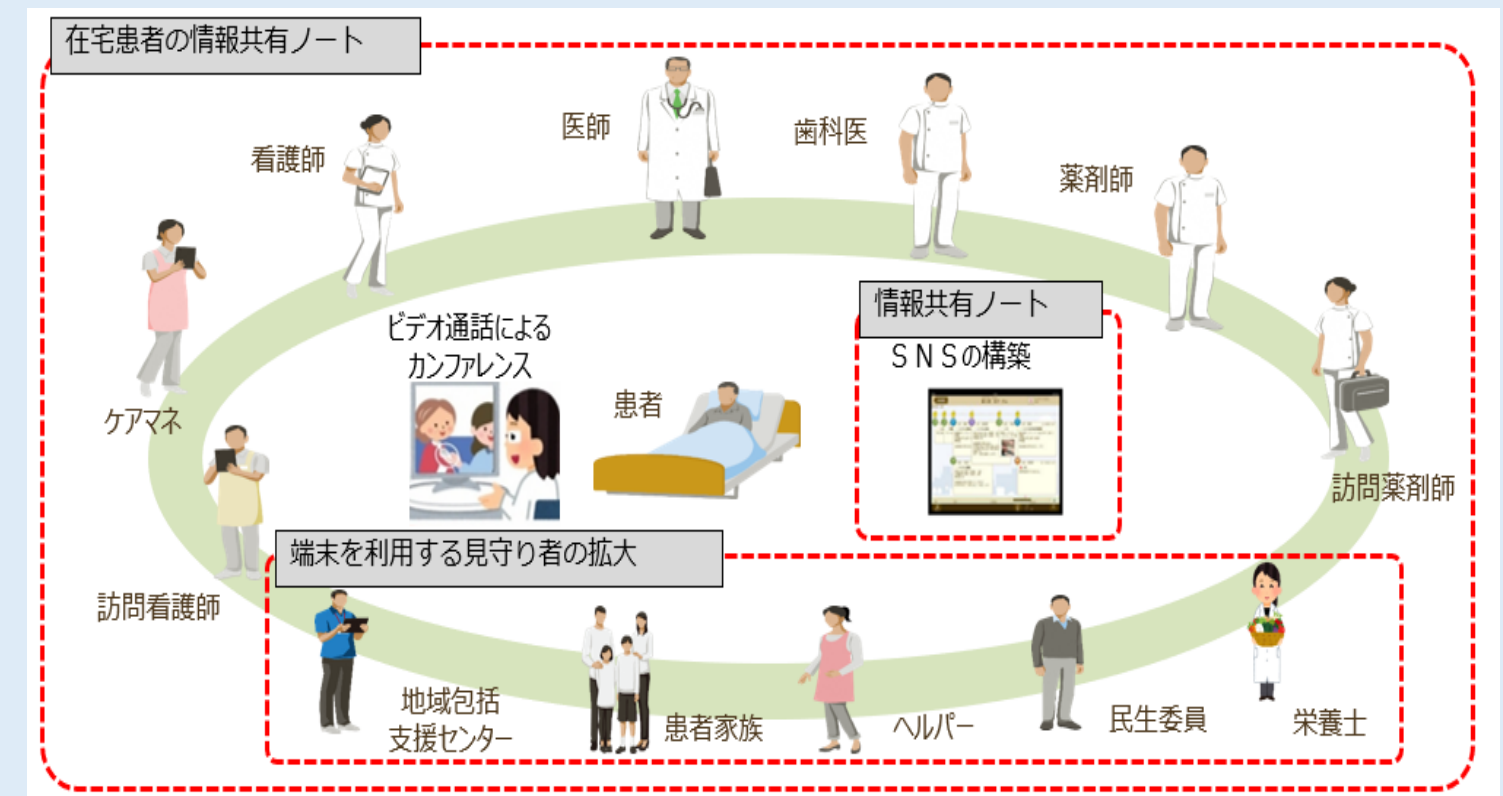 在宅患者の情報共有ノート
医師
歯科医
看護師
薬剤師
情報共有ノート
ビデオ通話による
カンファレンス
SNSの構築
患者
ケアマネ
訪問薬剤師
端末を利用する見守り者の拡大
訪問看護師
地域包括
支援センター
患者家族
ヘルパー
民生委員
栄養士